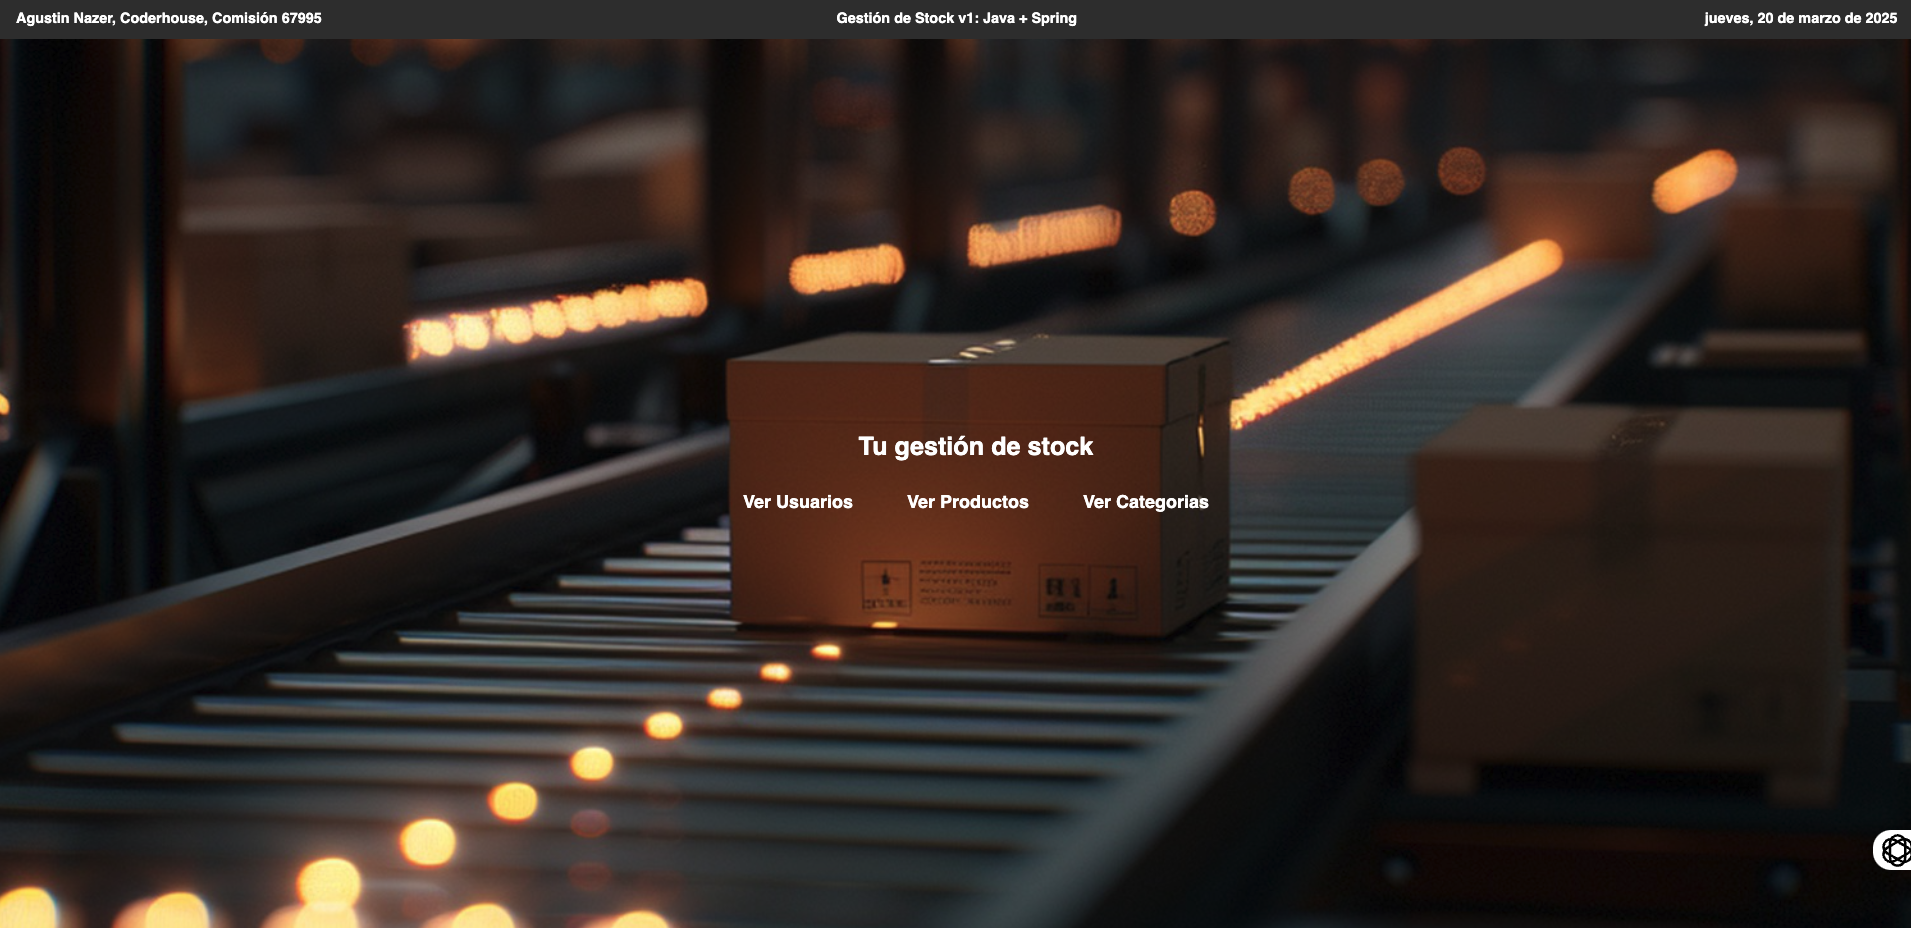 Agustin Nazer, Coderhouse, Comisión 67995
Gestión de Stock v1: Java + Spring
jueves, 20 de marzo de 2025
Tu gestión de stock
Ver Usuarios
Ver Productos
Ver Categorias